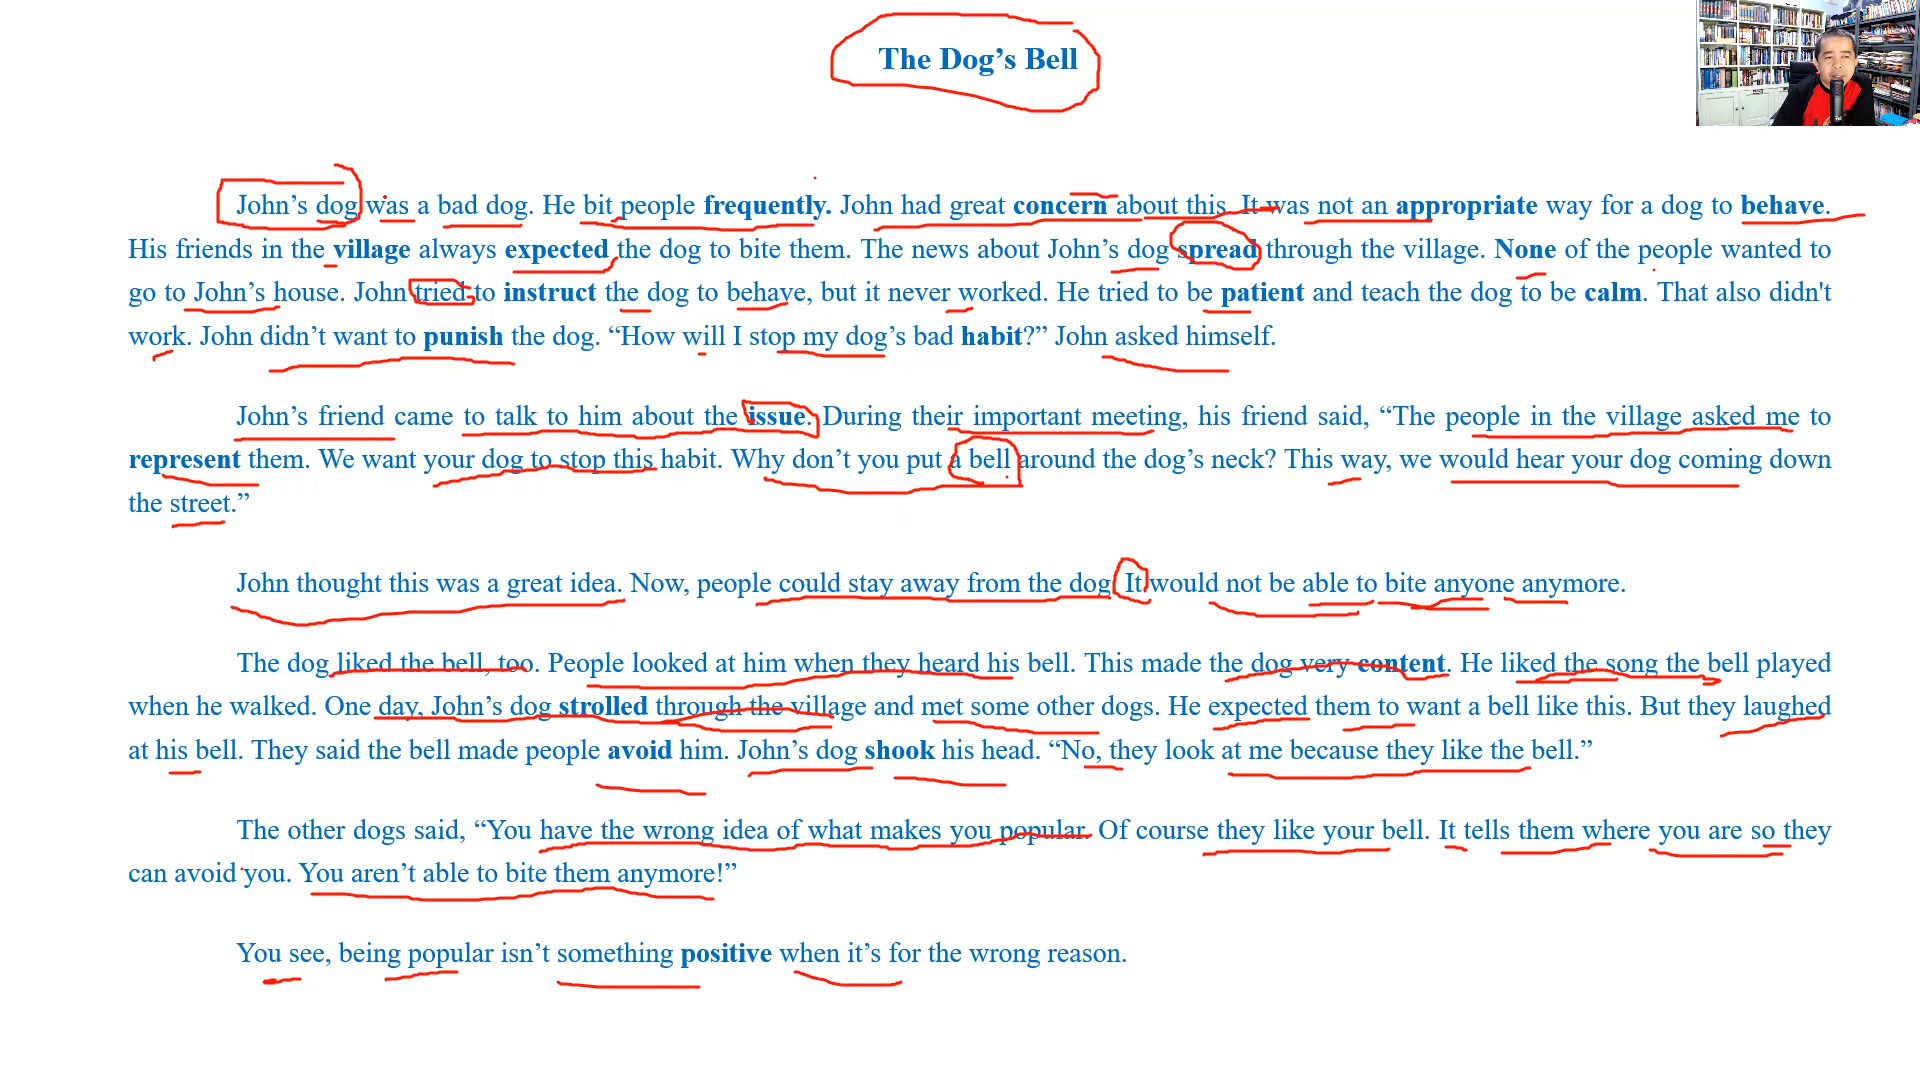 The Dog’s Bell
John’s dog was a bad dog. He bit people frequently. John had great concern about this. It was not an appropriate way for a dog to behave.
His friends in the village always expected the dog to bite them. The news about John’s dog spread through the village. None of the people wanted to
go to John’s house. John tried to instruct the dog to behave, but it never worked. He tried to be patient and teach the dog to be calm. That also didn't
work. John didn’t want to punish the dog. “How will I stop my dog’s bad habit?” John asked himself.
John’s friend came to talk to him about the issue. During their important meeting, his friend said, “The people in the village asked me to
represent them. We want your dog to stop this habit. Why don’t you put a bell around the dog’s neck? This way, we would hear your dog coming down
the street.”
John thought this was a great idea. Now, people could stay away from the dog. It would not be able to bite anyone anymore.
The dog liked the bell, too. People looked at him when they heard his bell. This made the dog very content. He liked the song the bell played
when he walked. One day, John’s dog strolled through the village and met some other dogs. He expected them to want a bell like this. But they laughed
at his bell. They said the bell made people avoid him. John’s dog shook his head. “No, they look at me because they like the bell.”
The other dogs said, “You have the wrong idea of what makes you popular. Of course they like your bell. It tells them where you are so they
can avoid you. You aren’t able to bite them anymore!”
You see, being popular isn’t something positive when it’s for the wrong reason.